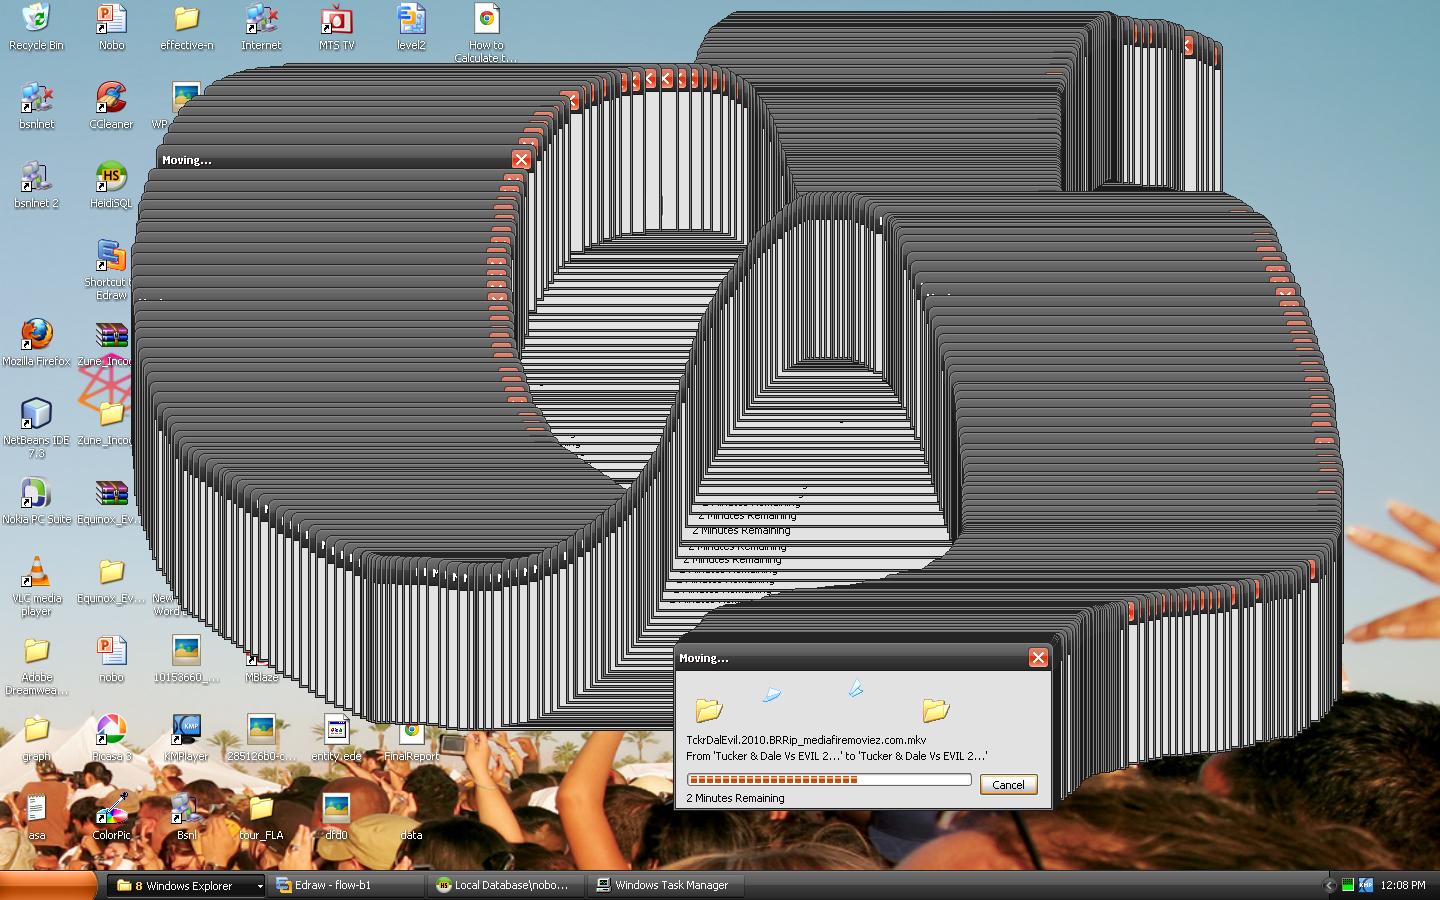 Recycle Bin
Nobo
effective-n
Internet
MTS TV
level2
How to
Calculate t...
bsnlnet
CCleaner
WP
bsnlnet 2
HeidiSQL
Shortcut t
Edraw
Mozilla Firefox
Zune_Inco
NetBeans IDE
7.3
Zune_Inco
Nokia PC Suite
Equinox_Ev...
VLC media
player
Equinox_Ev...
New
Word
Adobe
Dreamwea...
nobo
10153660_...
MBlaze
graph
Picasa 3
KMPlayer
285126b0-c...
entity.ede
FinalReport
asa
ColorPic
Bsnl
tour_FLA
dfd0
data
Moving...
2 Minutes Remaining
2 Minutes Remaining
2 Minutes Remaining
2 Minutes Remaining
Moving...
TckrDalEvil.2010.BRRip_mediafiremoviez.com.mkv
From 'Tucker & Dale Vs EVIL 2...' to 'Tucker & Dale Vs EVIL 2...'
Cancel
2 Minutes Remaining
8 Windows Explorer
Edraw - flow-b1
HS Local Database\nobo...
Windows Task Manager
KMP
12:08 PM